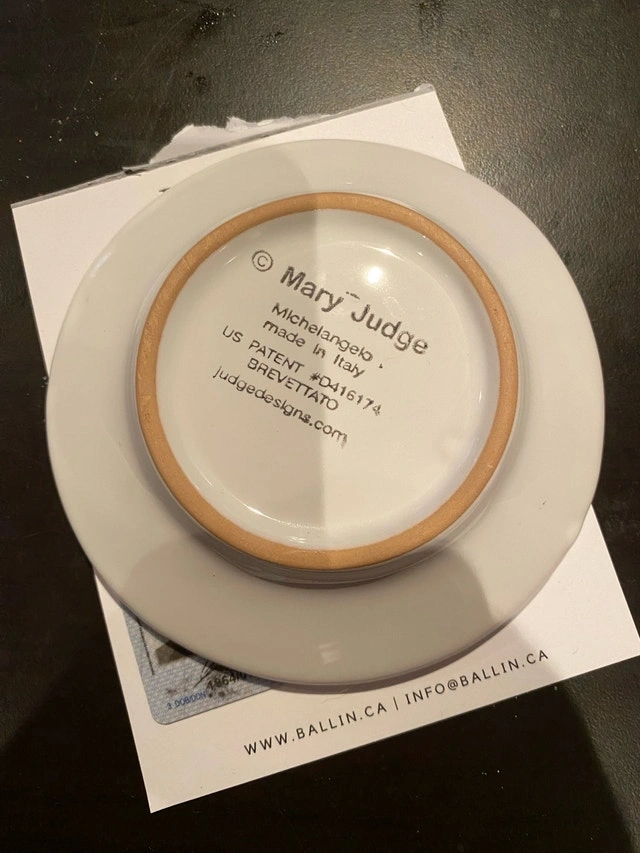 © Mary Judge
Michelangelo
made in Italy
US PATENT #D416174
BREVETTATO
judgedesigns.com
WWW.BALLIN.CA | INFO@BALLIN.CA